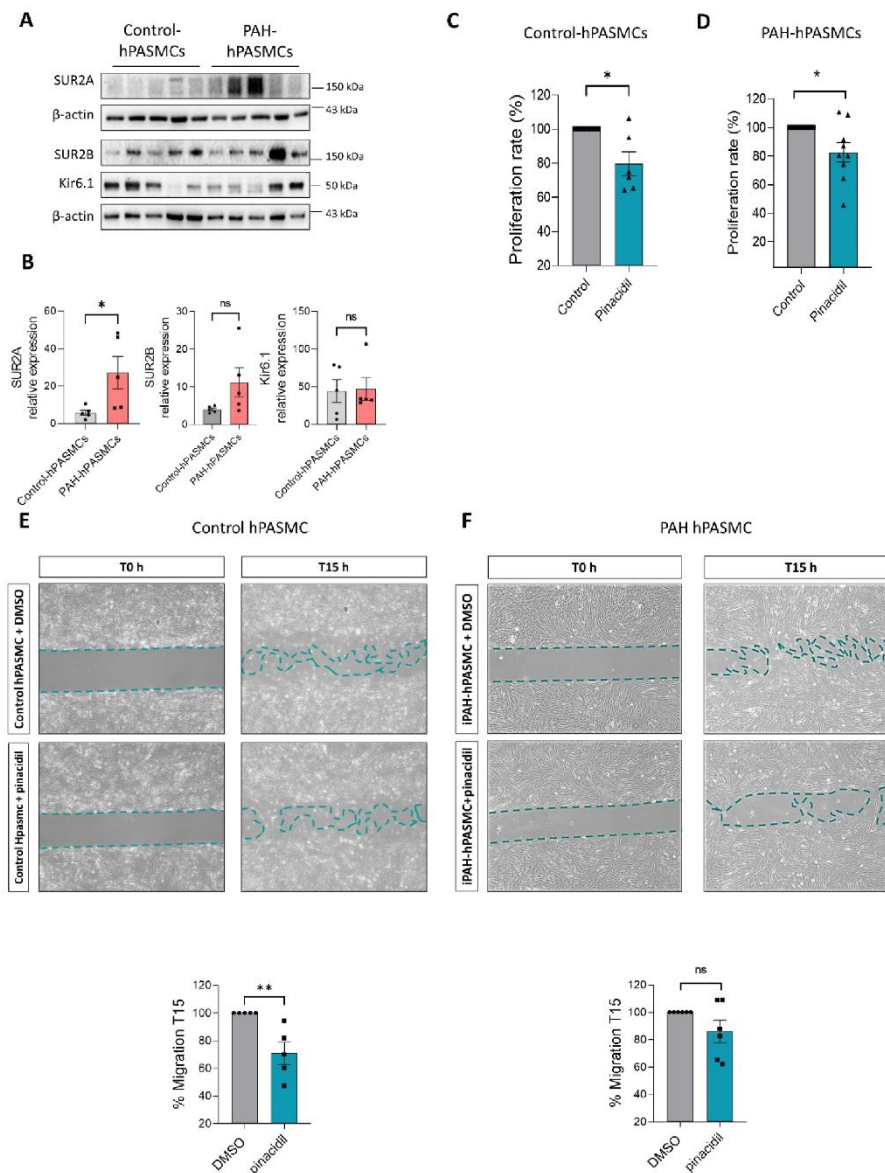 A
Control-
hPASMCs
PAH-
hPASMCs
SUR2A
150 kDa
β-actin
43 kDa
SUR2B
150 kDa
Kir6.1
50 kDa
β-actin
43 kDa
B
SUR2A
relative expression
60
40
20
0
*
Control-hPASMCs
PAH-hPASMCs
SUR2B
relative expression
30
20
10
0
ns
Control-hPASMCs
PAH-hPASMCs
Kir6.1
relative expression
150
100
50
0
ns
Control-hPASMCs
PAH-hPASMCs
C
Control-hPASMCs
Proliferation rate (%)
120
100
80
60
40
20
*
Control
Pinacidil
D
PAH-hPASMCs
Proliferation rate (%)
120
100
80
60
40
20
*
Control
Pinacidil
E
Control hPASMC
T0 h
T15 h
Control hPASMC + DMSO
Control Hpasmc + pinacidil
% Migration T15
120
100
80
60
40
20
**
DMSO
pinacidil
F
PAH hPASMC
T0 h
T15 h
iPAH-hPASMC + DMSO
iPAH-hPASMC+pinacidil
% Migration T15
120
100
80
60
40
20
ns
DMSO
pinacidil